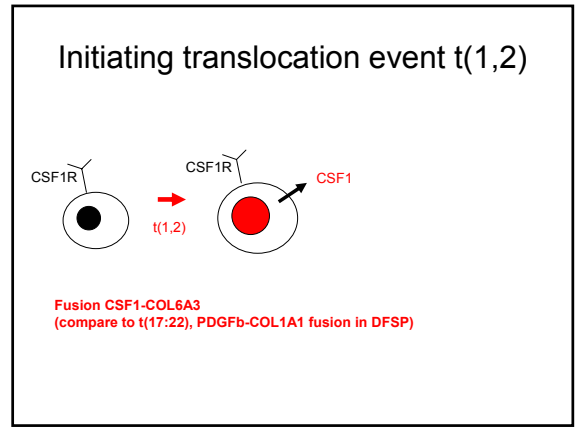 Initiating translocation event t(1,2)
CSF1R
CSF1R
CSF1
t(1,2)
Fusion CSF1-COL6A3
(compare to t(17:22), PDGFb-COL1A1 fusion in DFSP)